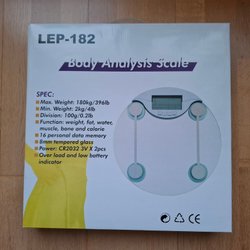 LEP-182
Body Analysis Scale
SPEC:
Max. Weight: 180kg/396lb
Min. Weight: 2kg/4lb
Division: 100g/0.2lb
Function: weight, fat, water,
muscle, bone and calorie
16 personal data memory
8mm tempered glass
Power: CR2032 3V X 2pcs
Over load and low battery
indicator
CE